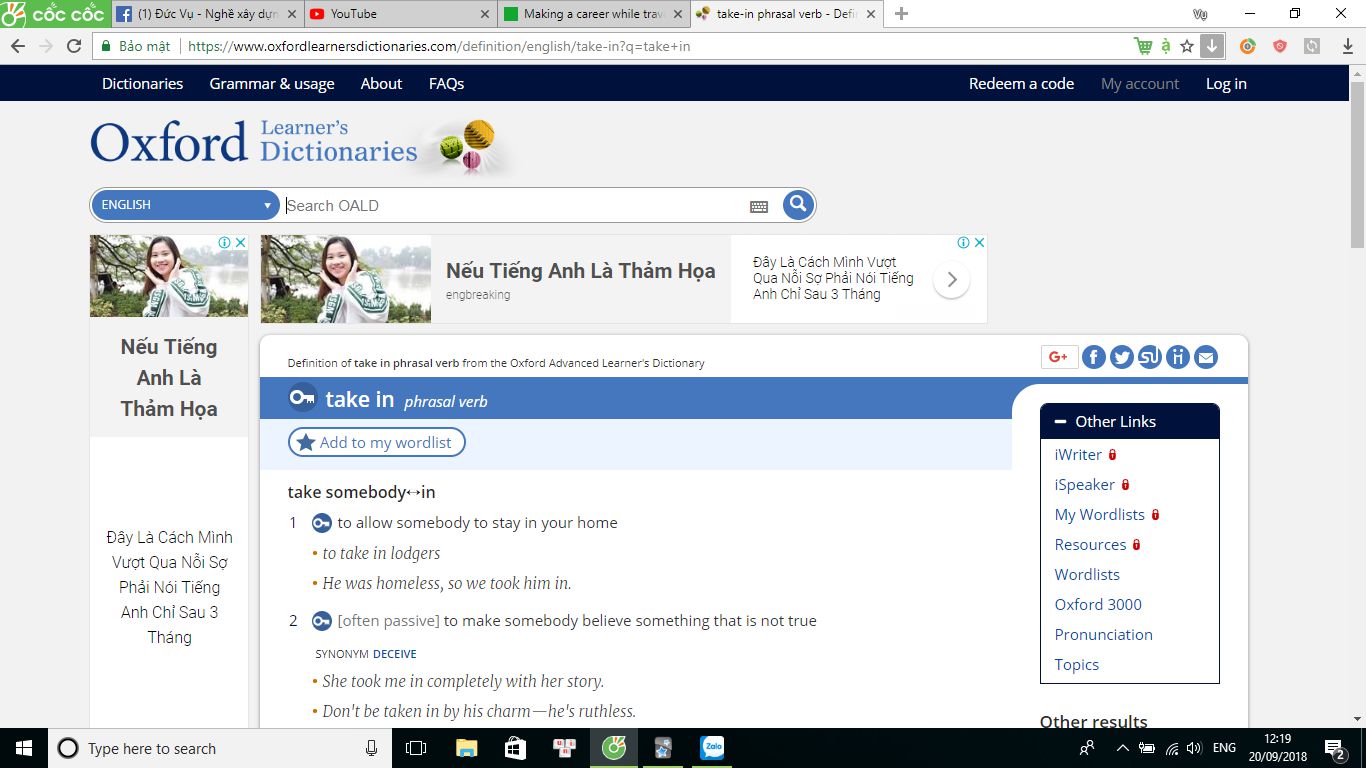 CỐC CỐC
(1) Đức Vụ - Nghề xây dựn
YouTube
Making a career while trave
take-in phrasal verb - Defin
Vụ
Bảo mật
https://www.oxfordlearnersdictionaries.com/definition/english/take-in?q=take+in
Dictionaries
Grammar & usage
About
FAQs
Redeem a code
My account
Log in
Oxford Learner's Dictionaries
ENGLISH
Search OALD
Nếu Tiếng Anh Là Thảm Họa
engbreaking
Đây Là Cách Mình Vượt
Qua Nỗi Sợ Phải Nói Tiếng
Anh Chỉ Sau 3 Tháng
Nếu Tiếng
Anh Là
Thảm Họa
Đây Là Cách Mình
Vượt Qua Nỗi Sợ
Phải Nói Tiếng
Anh Chỉ Sau 3
Tháng
Definition of take in phrasal verb from the Oxford Advanced Learner's Dictionary
G+
take in phrasal verb
Add to my wordlist
take somebody↔in
1 to allow somebody to stay in your home
• to take in lodgers
• He was homeless, so we took him in.
2 [often passive] to make somebody believe something that is not true
SYNONYM DECEIVE
• She took me in completely with her story.
• Don't be taken in by his charm—he's ruthless.
Other Links
iWriter
iSpeaker
My Wordlists
Resources
Wordlists
Oxford 3000
Pronunciation
Topics
Other results
Type here to search
Zalo
ENG
12:19
20/09/2018
2